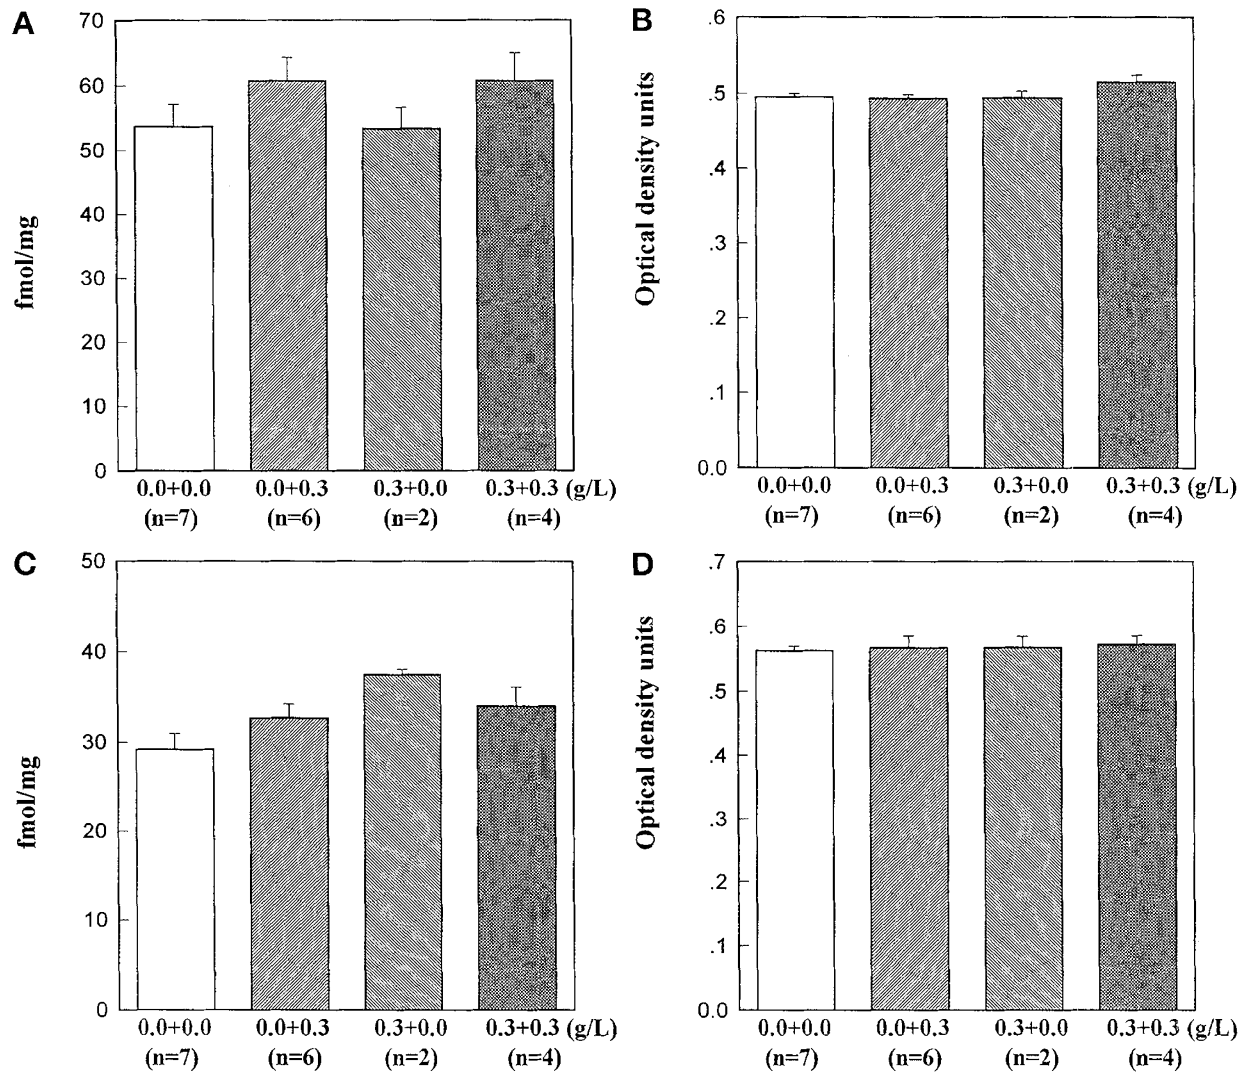 A
fmol/mg
70
60
50
40
30
20
10
0
0.0+0.0 0.0+0.3 0.3+0.0 0.3+0.3 (g/L)
(n=7) (n=6) (n=2) (n=4)
B
Optical density units
.6
.5
.4
.3
.2
.1
0.0
0.0+0.0 0.0+0.3 0.3+0.0 0.3+0.3 (g/L)
(n=7) (n=6) (n=2) (n=4)
C
fmol/mg
50
40
30
20
10
0
0.0+0.0 0.0+0.3 0.3+0.0 0.3+0.3 (g/L)
(n=7) (n=6) (n=2) (n=4)
D
Optical density units
.7
.6
.5
.4
.3
.2
.1
0.0
0.0+0.0 0.0+0.3 0.3+0.0 0.3+0.3 (g/L)
(n=7) (n=6) (n=2) (n=4)